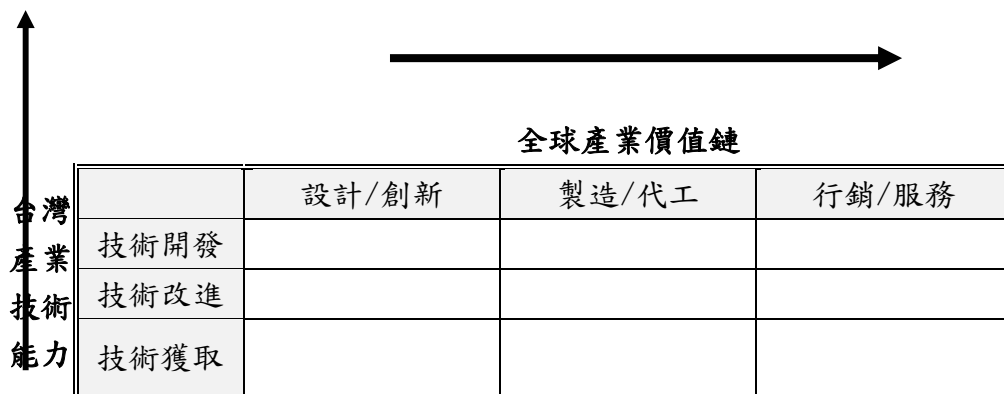 全球產業價值鏈
設計/創新 製造/代工 行銷/服務
台灣
產業
技術
能力
技術開發
技術改進
技術獲取